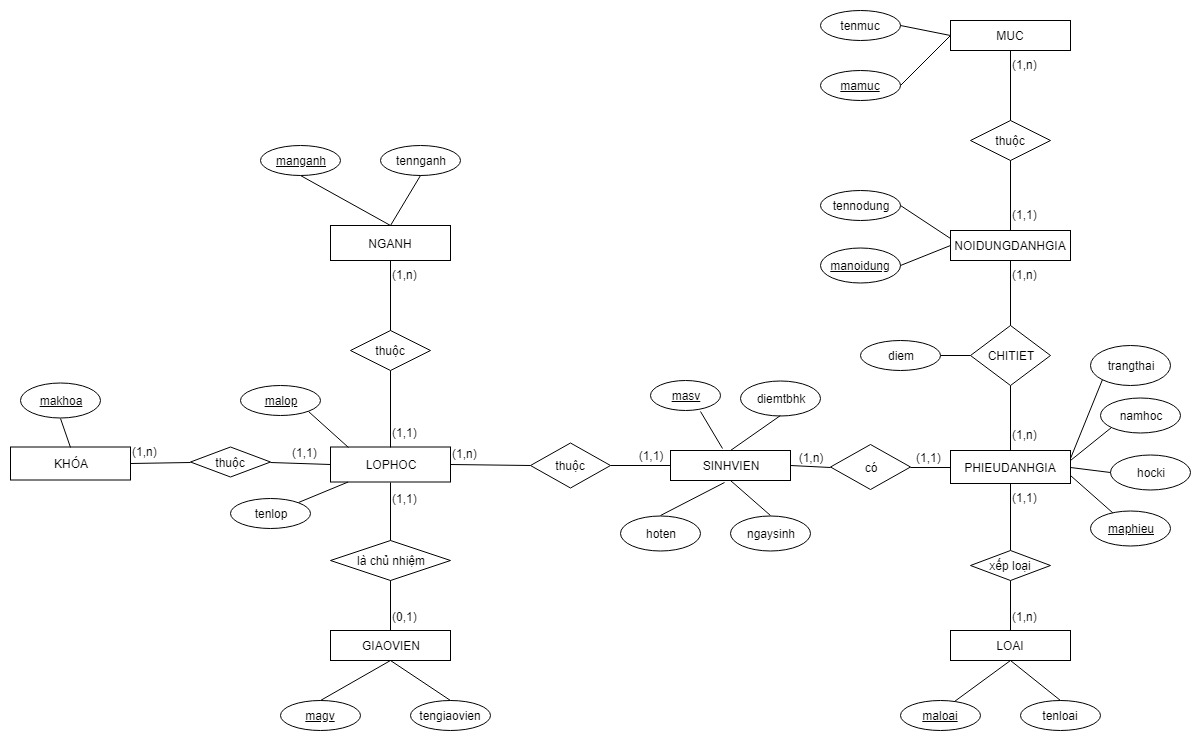 tenmuc
MUC
(1,n)
mamuc
thuộc
manganh
tennganh
tennodung
(1,1)
NGANH
NOIDUNGDANHGIA
manoidung
(1,n)
(1,n)
thuộc
diem
CHITIET
trangthai
makhoa
malop
masv
diemtbhk
namhoc
(1,1)
(1,n)
KHÓA
(1,n)
thuộc
(1,1)
LOPHOC
(1,n)
thuộc
(1,1)
SINHVIEN
(1,n)
có
(1,1)
PHIEUDANHGIA
hocki
(1,1)
(1,1)
tenlop
hoten
ngaysinh
maphieu
là chủ nhiệm
xếp loại
(0,1)
(1,n)
GIAOVIEN
LOAI
magv
tengiaovien
maloai
tenloai